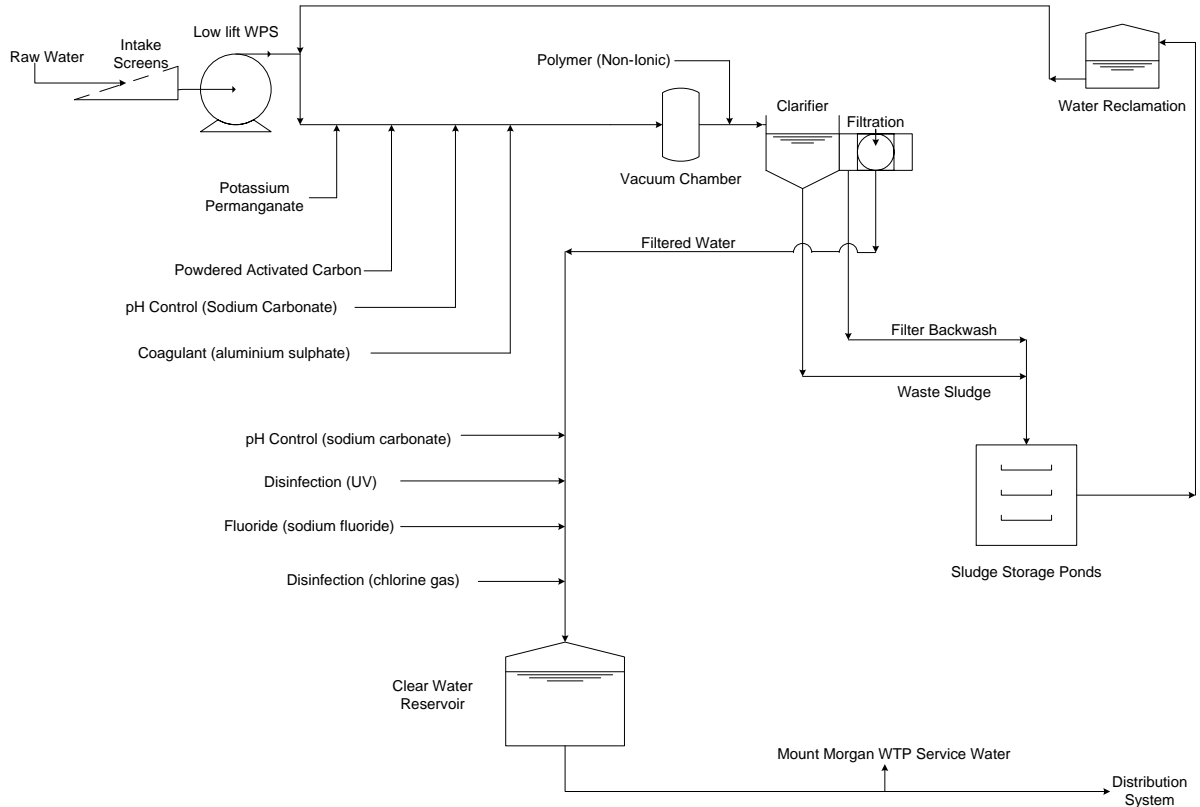 Low lift WPS
Intake
Screens
Raw Water
Polymer (Non-Ionic)
Clarifier
Water Reclamation
Filtration
Vacuum Chamber
Potassium
Permanganate
Filtered Water
Powdered Activated Carbon
pH Control (Sodium Carbonate)
Filter Backwash
Coagulant (aluminium sulphate)
Waste Sludge
pH Control (sodium carbonate)
Disinfection (UV)
Fluoride (sodium fluoride)
Sludge Storage Ponds
Disinfection (chlorine gas)
Clear Water
Reservoir
Mount Morgan WTP Service Water
Distribution
System